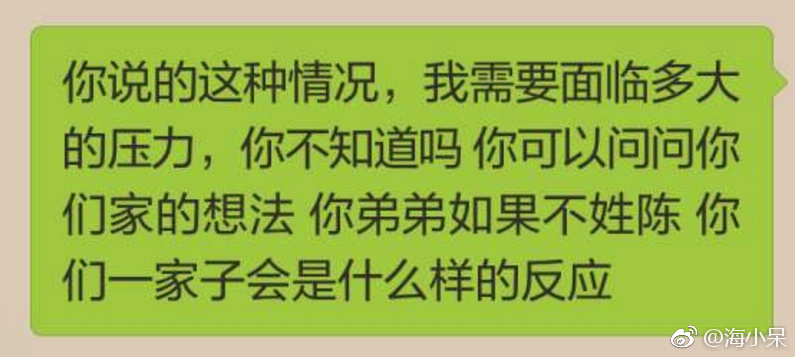 你说的这种情况，我需要面临多大
的压力，你不知道吗 你可以问问你
们家的想法 你弟弟如果不姓陈 你
们一家子会是什么样的反应
@海小呆